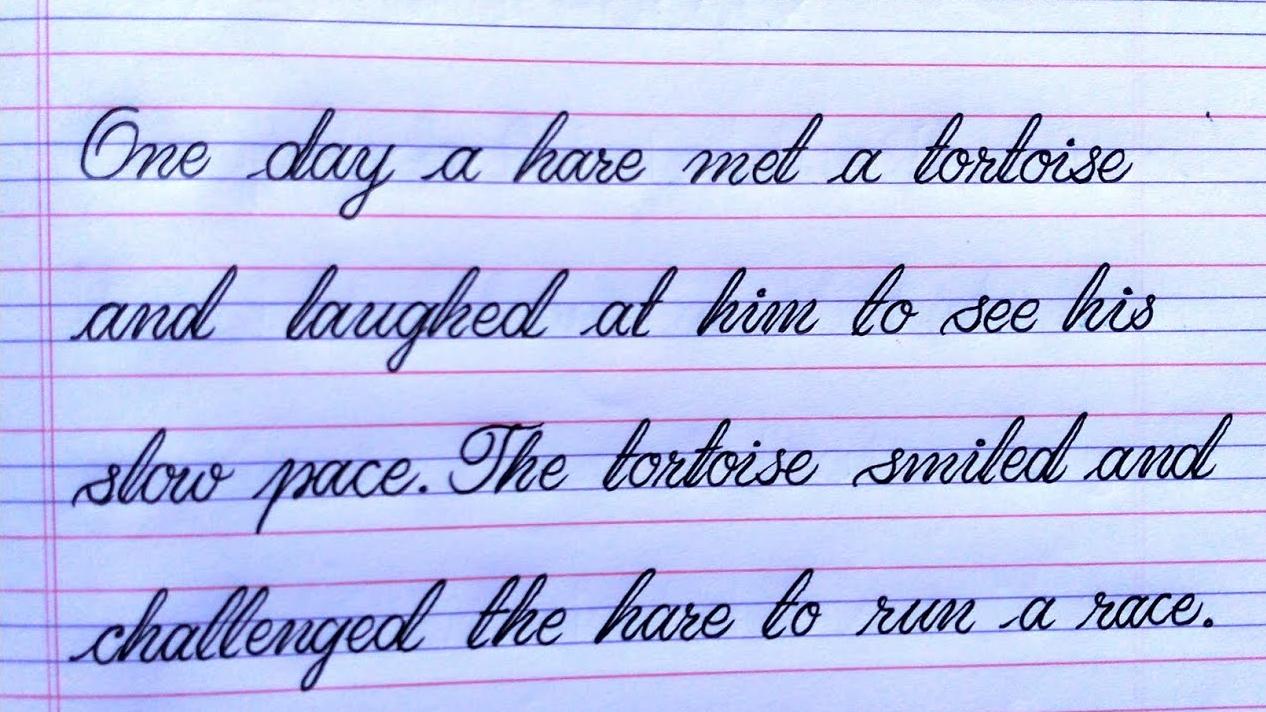 One day a hare met a tortoise
and laughed at him to see his
slow pace. The tortoise smiled and
challenged the hare to run a race.